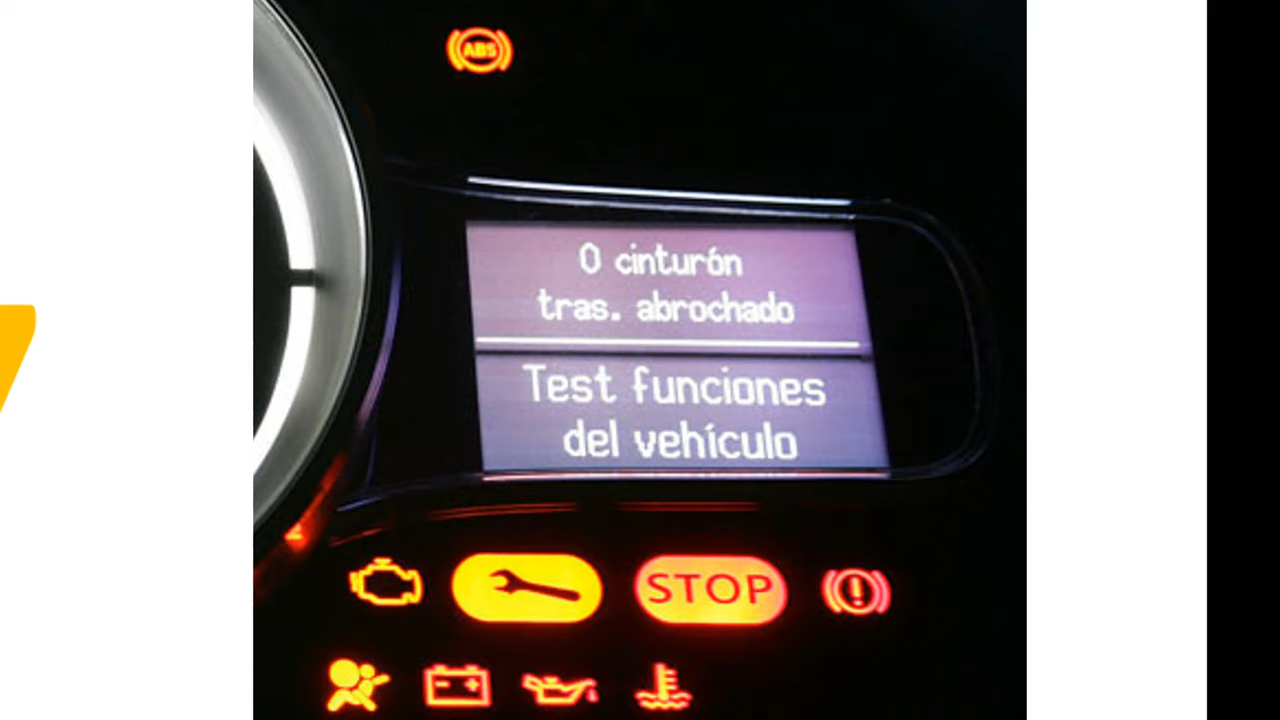 ABS
0 cinturón
tras. abrochado
Test funciones
del vehículo
STOP